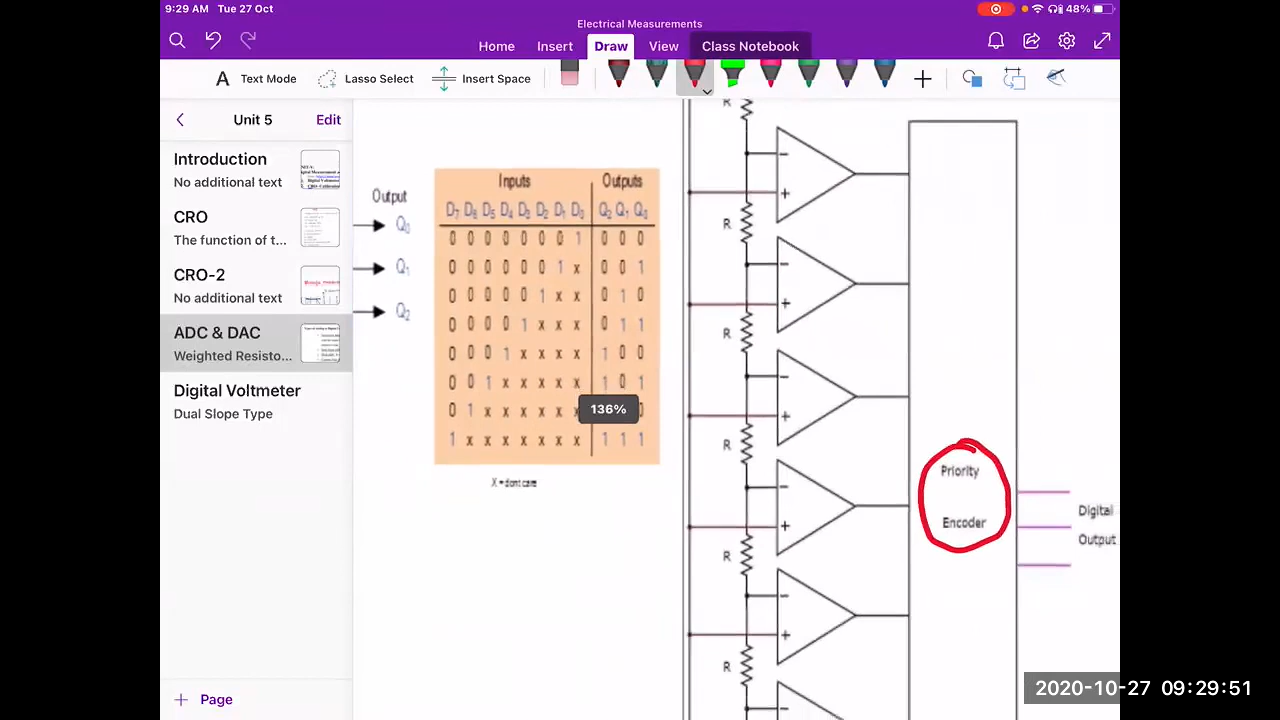 9:29 AM Tue 27 Oct
48%
Electrical Measurements
Home Insert Draw View Class Notebook
A Text Mode Lasso Select Insert Space
Unit 5 Edit
Introduction
No additional text
CRO
The function of t...
CRO-2
No additional text
ADC & DAC
Weighted Resisto...
Digital Voltmeter
Dual Slope Type
+ Page
Output
Q0
Q1
Q2
Inputs Outputs
D7 D6 D5 D4 D3 D2 D1 D0 Q2 Q1 Q0
0 0 0 0 0 0 0 1 0 0 0
0 0 0 0 0 0 1 x 0 0 1
0 0 0 0 0 1 x x 0 1 0
0 0 0 0 1 x x x 0 1 1
0 0 0 1 x x x x 1 0 0
0 0 1 x x x x x 1 0 1
0 1 x x x x x 0
1 x x x x x x x 1 1 1
136%
X = dont care
R
− +
R
− +
R
− +
R
− +
R
− +
R
−
Priority
Encoder
Digital
Output
2020-10-27 09:29:51